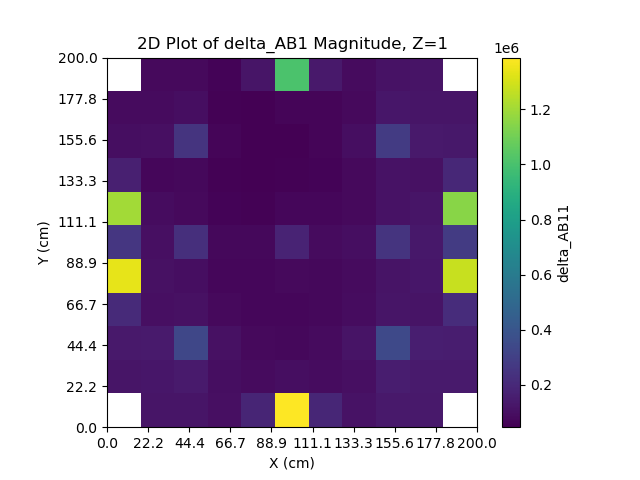 2D Plot of delta_AB1 Magnitude, Z=1
1e6
200.0
177.8
155.6
133.3
111.1
88.9
66.7
44.4
22.2
0.0
Y (cm)
0.0 22.2 44.4 66.7 88.9 111.1 133.3 155.6 177.8 200.0
X (cm)
1.2
1.0
0.8
0.6
0.4
0.2
delta_AB11